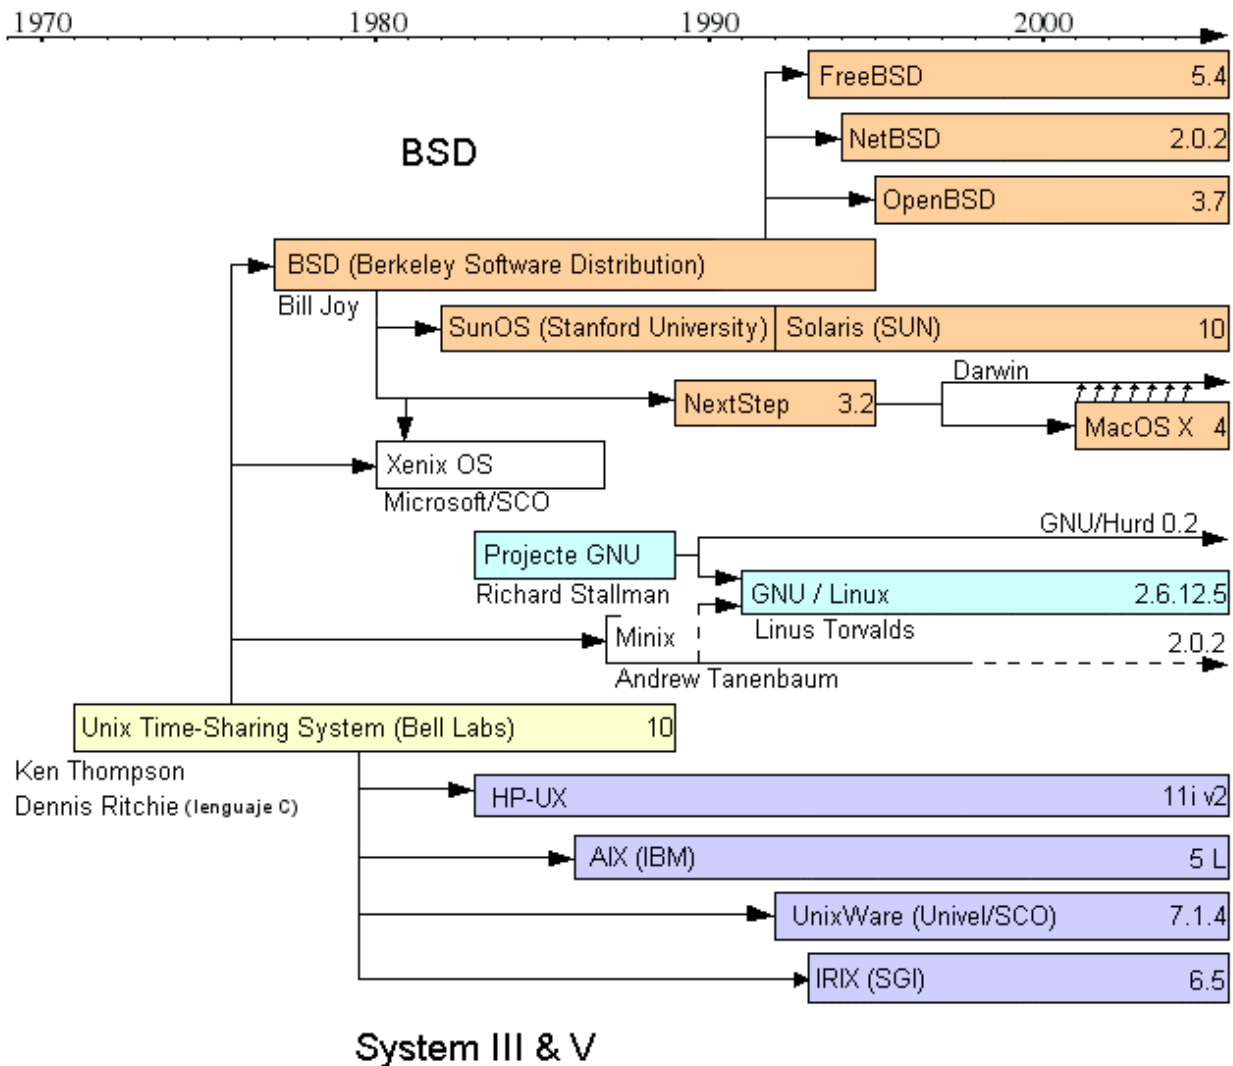 1970 1980 1990 2000
FreeBSD 5.4
BSD
NetBSD 2.0.2
OpenBSD 3.7
BSD (Berkeley Software Distribution)
Bill Joy
SunOS (Stanford University) Solaris (SUN) 10
Darwin
NextStep 3.2
MacOS X 4
Xenix OS
Microsoft/SCO
GNU/Hurd 0.2
Projecte GNU
Richard Stallman
GNU / Linux 2.6.12.5
Linus Torvalds
Minix 2.0.2
Andrew Tanenbaum
Unix Time-Sharing System (Bell Labs) 10
Ken Thompson
Dennis Ritchie (lenguaje C)
HP-UX 11i v2
AIX (IBM) 5 L
UnixWare (Univel/SCO) 7.1.4
IRIX (SGI) 6.5
System III & V